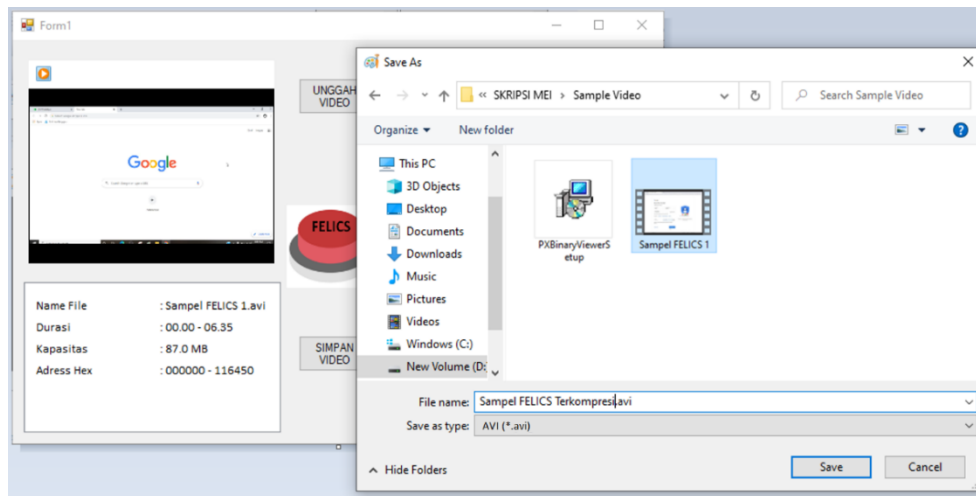 Form1
UNGGAH
VIDEO
Google
FELICS
SIMPAN
VIDEO
Name File : Sampel FELICS 1.avi
Durasi : 00.00 - 06.35
Kapasitas : 87.0 MB
Adress Hex : 000000 - 116450
Save As
« SKRIPSI MEI > Sample Video
Search Sample Video
Organize
New folder
This PC
3D Objects
Desktop
Documents
Downloads
Music
Pictures
Videos
Windows (C:)
New Volume (D:
PXBinaryViewerS
etup
Sampel FELICS 1
File name: Sampel FELICS Terkompresi.avi
Save as type: AVI (*.avi)
Hide Folders
Save
Cancel